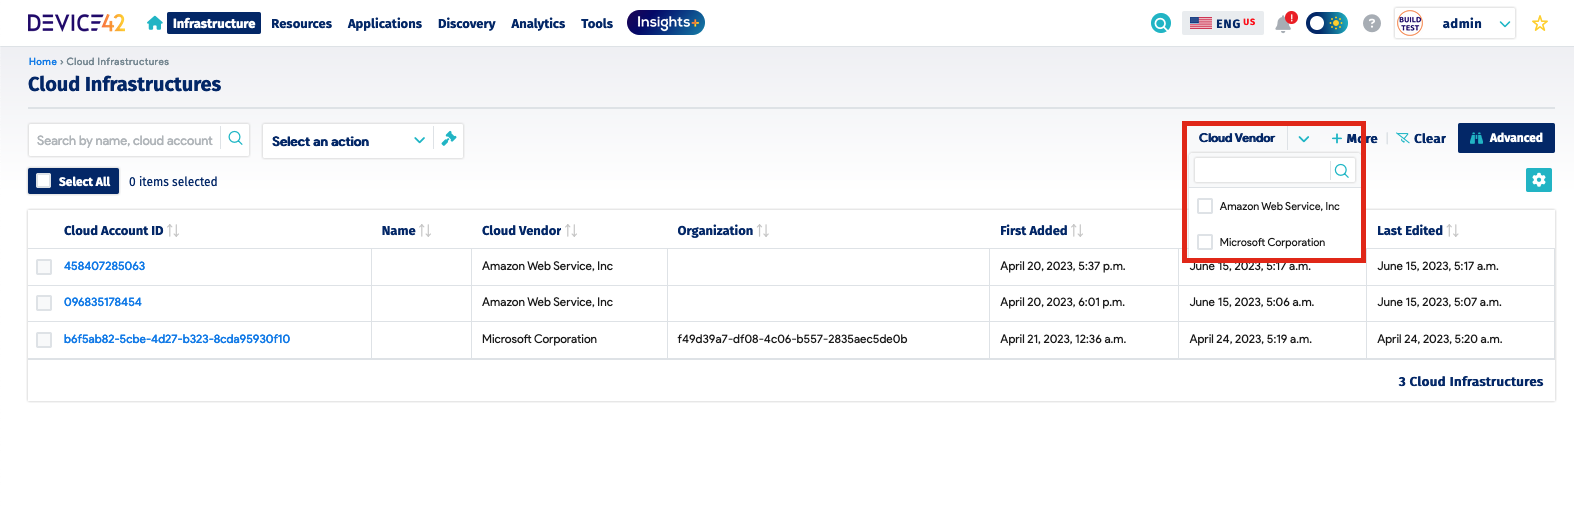 DEVICE42 Infrastructure Resources Applications Discovery Analytics Tools Insights+ ENG US ! ? BUILD TEST admin
Home › Cloud Infrastructures
Cloud Infrastructures
Search by name, cloud account Select an action Cloud Vendor + More Clear Advanced
Select All 0 items selected
Amazon Web Service, Inc
Microsoft Corporation
Cloud Account ID Name Cloud Vendor Organization First Added Last Edited
458407285063 Amazon Web Service, Inc April 20, 2023, 5:37 p.m. June 15, 2023, 5:17 a.m. June 15, 2023, 5:17 a.m.
096835178454 Amazon Web Service, Inc April 20, 2023, 6:01 p.m. June 15, 2023, 5:06 a.m. June 15, 2023, 5:07 a.m.
b6f5ab82-5cbe-4d27-b323-8cda95930f10 Microsoft Corporation f49d39a7-df08-4c06-b557-2835aec5de0b April 21, 2023, 12:36 a.m. April 24, 2023, 5:19 a.m. April 24, 2023, 5:20 a.m.
3 Cloud Infrastructures